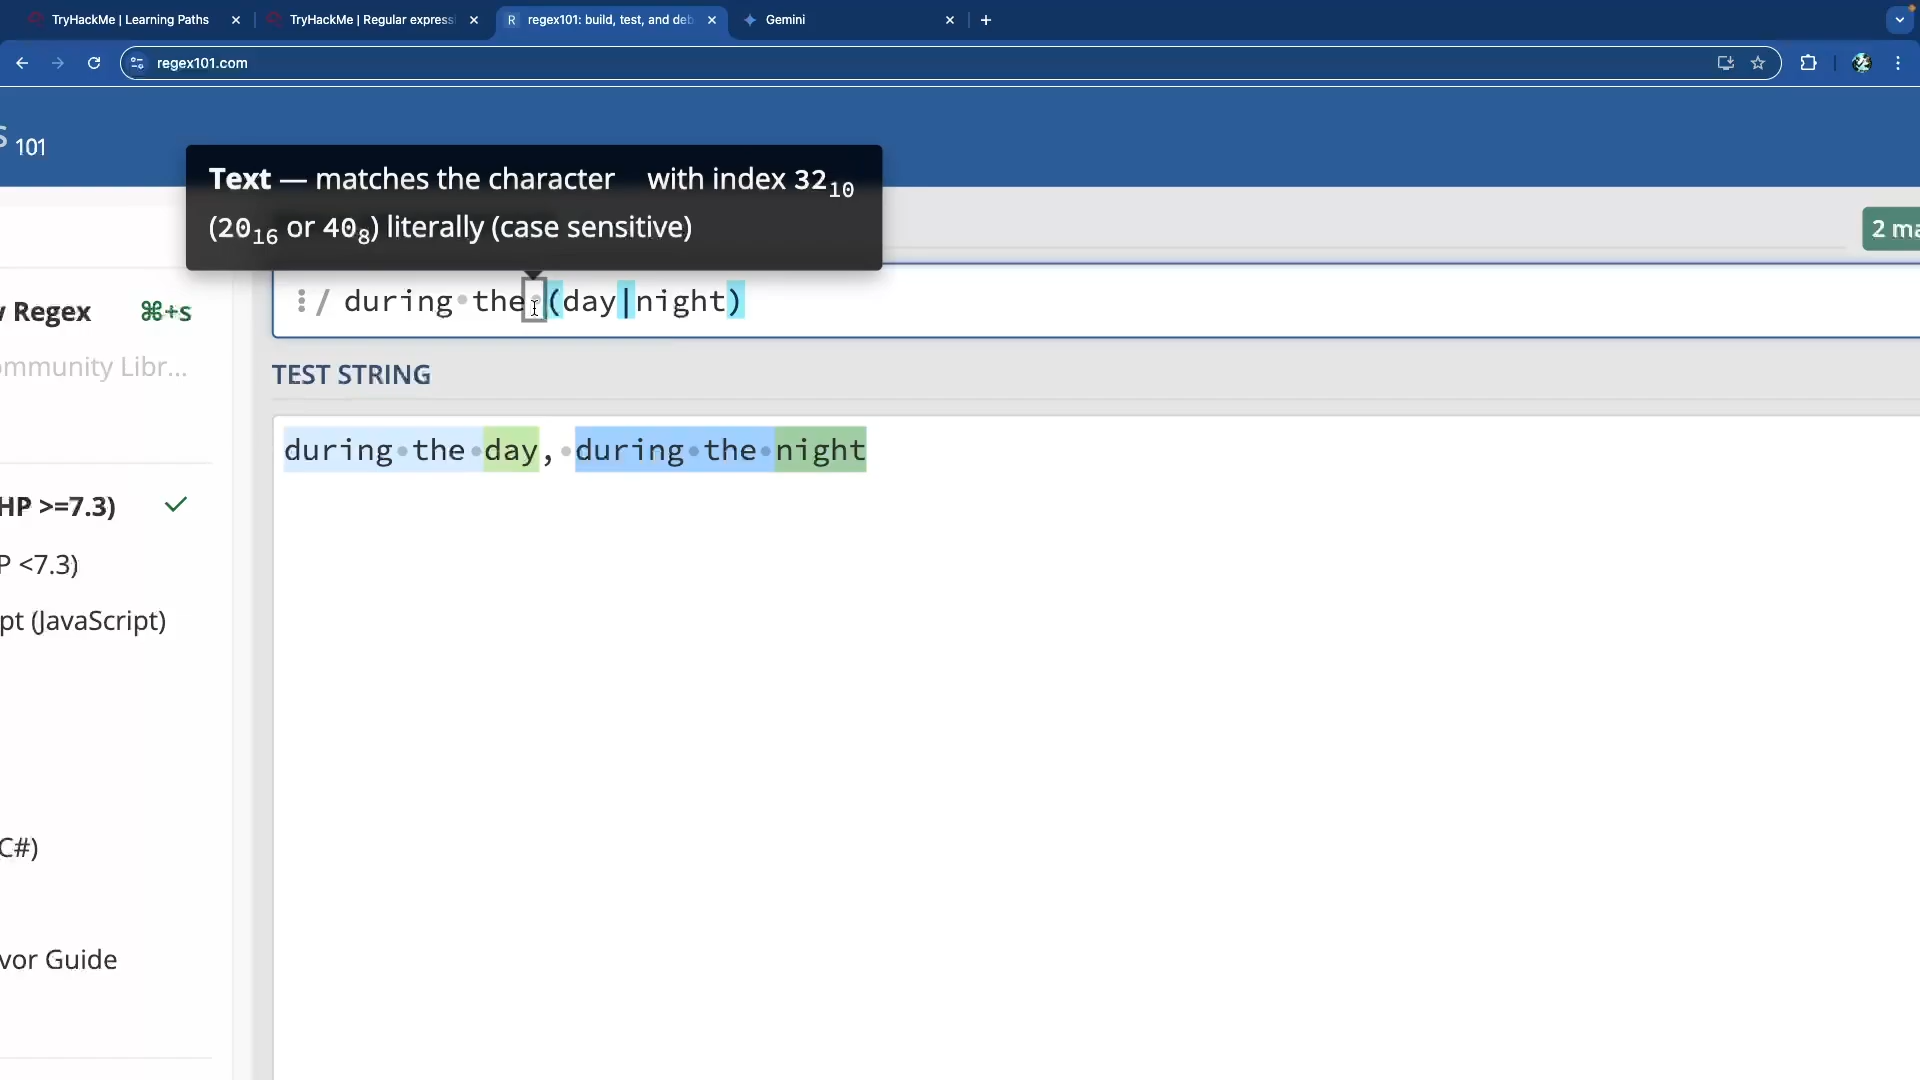 TryHackMe | Learning Paths
TryHackMe | Regular express
regex101: build, test, and deb
Gemini
regex101.com
101
Text — matches the character   with index 32₁₀
(20₁₆ or 40₈) literally (case sensitive)
2 ma
/ during·the·(day|night)
Regex ⌘+s
TEST STRING
ommunity Libr...
during·the·day,·during·the·night
HP >=7.3)
P <7.3)
pt (JavaScript)
C#)
vor Guide